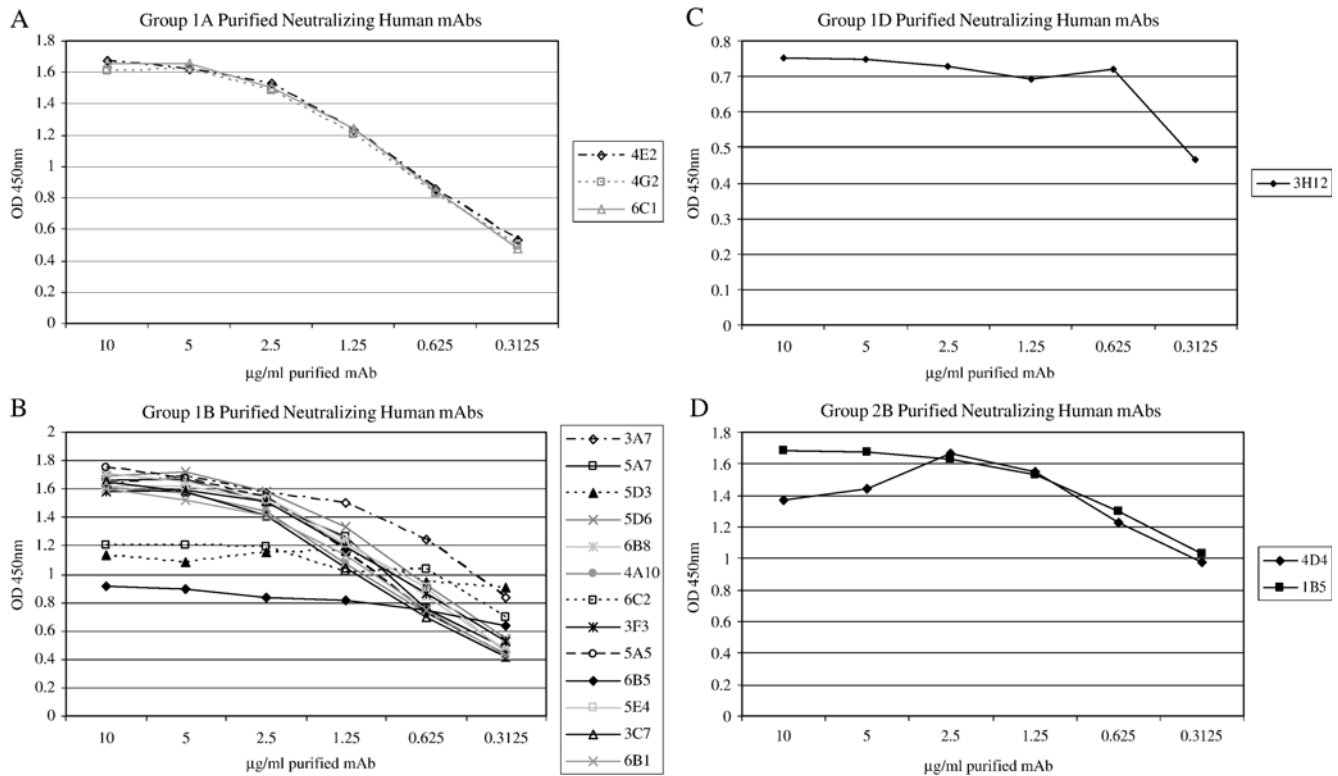 A
Group 1A Purified Neutralizing Human mAbs
1.8
1.6
1.4
1.2
1
0.8
0.6
0.4
0.2
0
OD 450nm
10 5 2.5 1.25 0.625 0.3125
µg/ml purified mAb
4E2
4G2
6C1
C
Group 1D Purified Neutralizing Human mAbs
0.8
0.7
0.6
0.5
0.4
0.3
0.2
0.1
0
OD 450nm
10 5 2.5 1.25 0.625 0.3125
µg/ml purified mAb
3H12
B
Group 1B Purified Neutralizing Human mAbs
2
1.8
1.6
1.4
1.2
1
0.8
0.6
0.4
0.2
0
OD 450nm
10 5 2.5 1.25 0.625 0.3125
µg/ml purified mAb
3A7
5A7
5D3
5D6
6B8
4A10
6C2
3F3
5A5
6B5
5E4
3C7
6B1
D
Group 2B Purified Neutralizing Human mAbs
1.8
1.6
1.4
1.2
1
0.8
0.6
0.4
0.2
0
OD 450nm
10 5 2.5 1.25 0.625 0.3125
µg/ml purified mAb
4D4
1B5